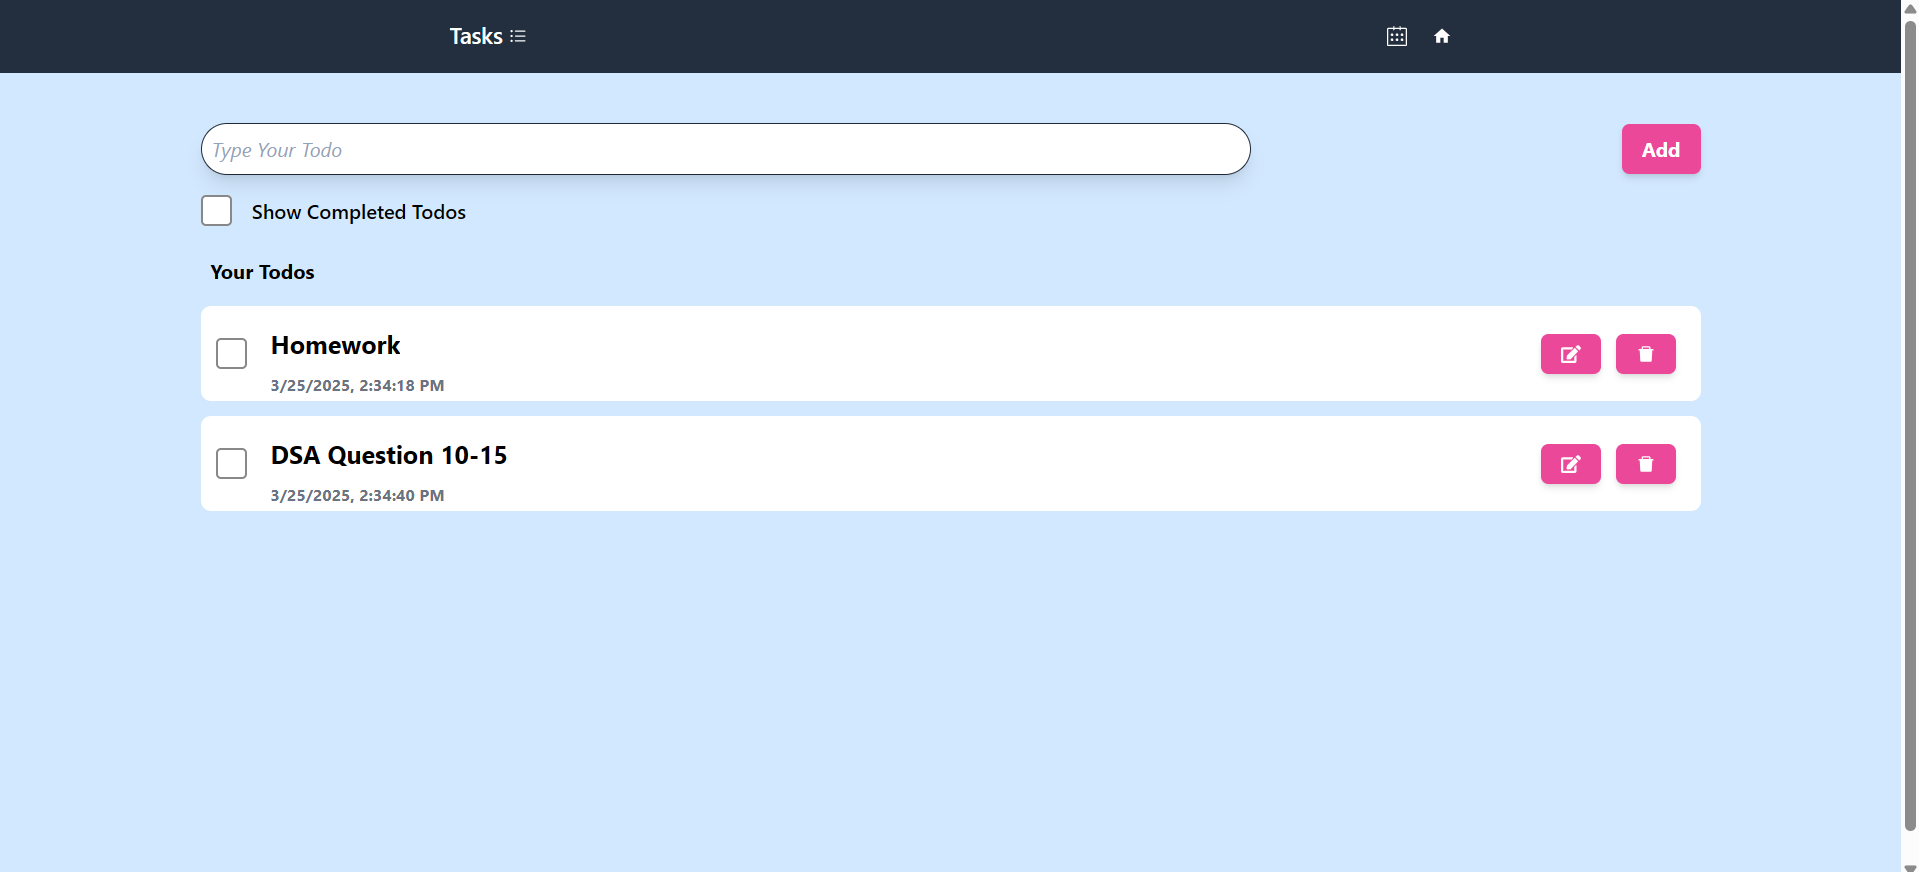 Tasks
Type Your Todo
Add
Show Completed Todos
Your Todos
Homework
3/25/2025, 2:34:18 PM
DSA Question 10-15
3/25/2025, 2:34:40 PM